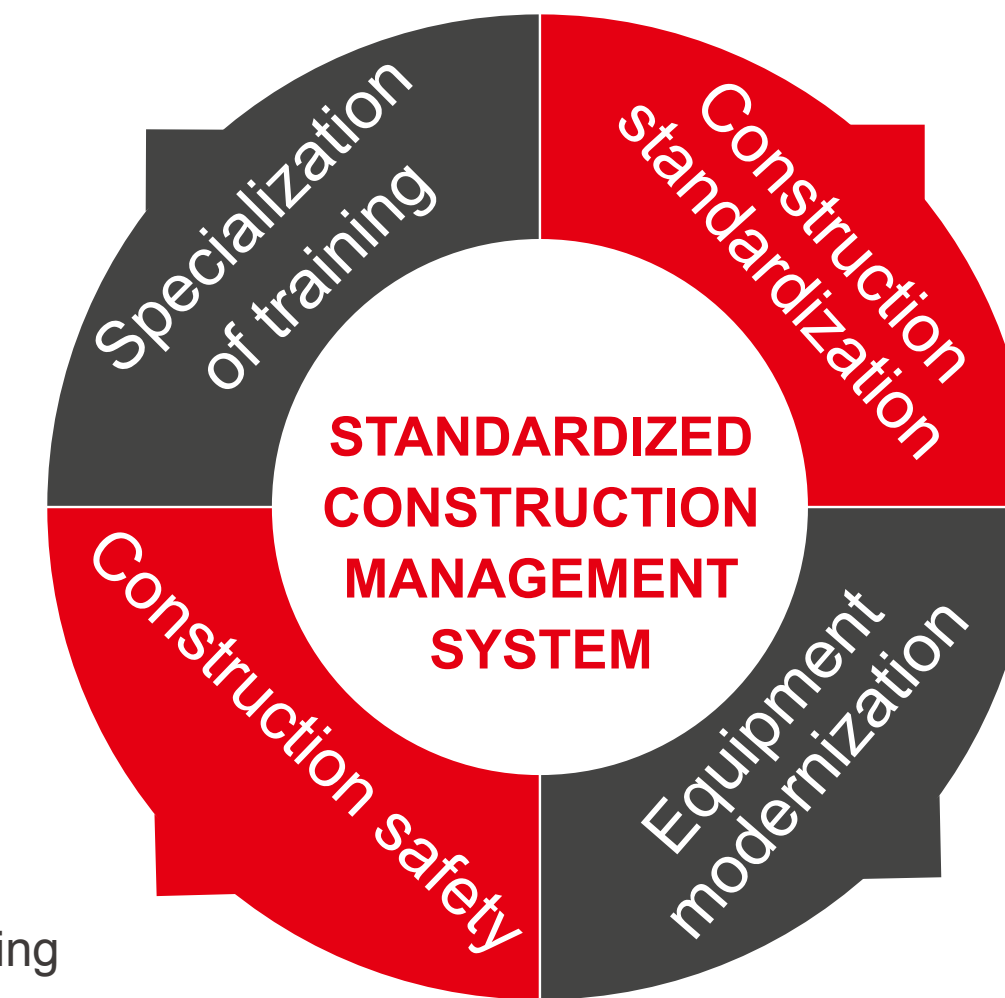 Specialization
of training
Construction
standardization
STANDARDIZED
CONSTRUCTION
MANAGEMENT
SYSTEM
Construction safety
Equipment
modernization
ing